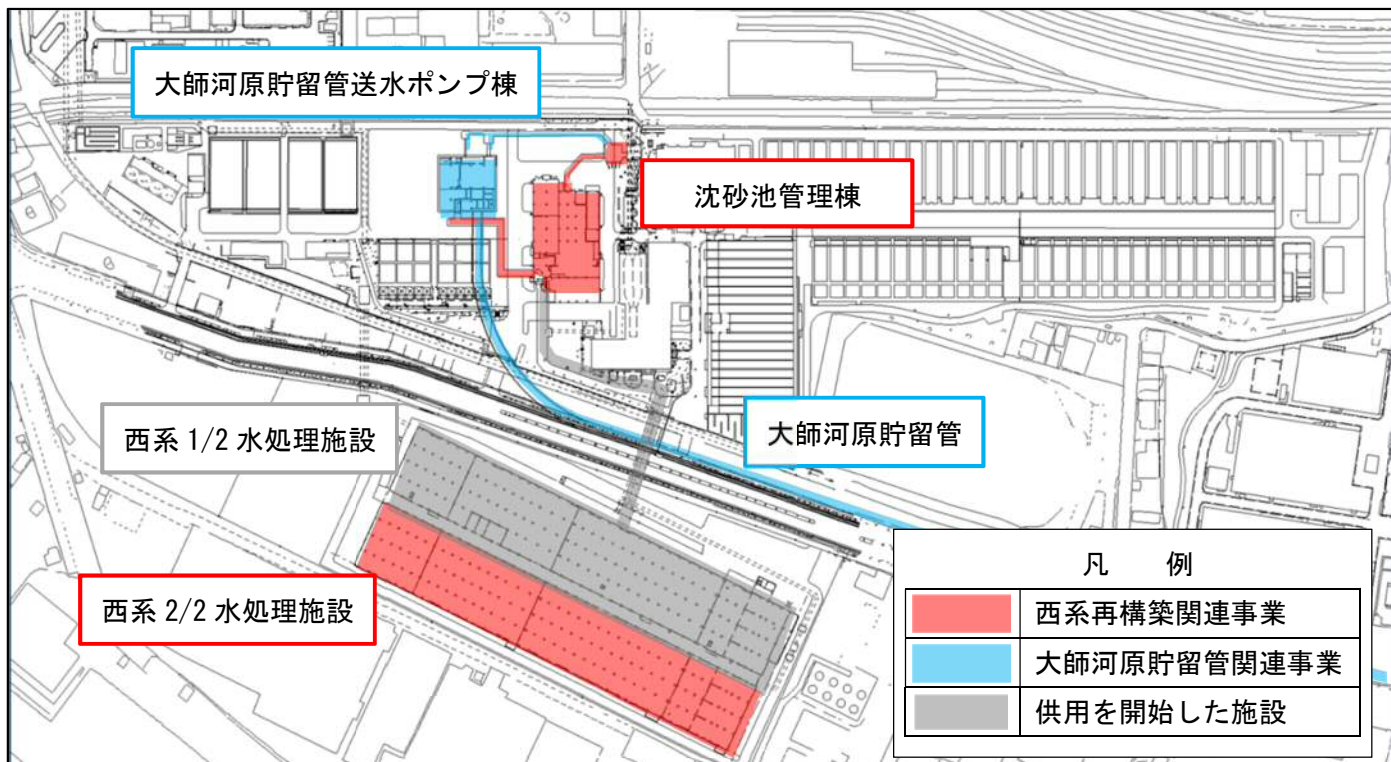 大師河原貯留管送水ポンプ棟
沈砂池管理棟
西系 1/2 水処理施設
大師河原貯留管
西系 2/2 水処理施設
凡　例
西系再構築関連事業
大師河原貯留管関連事業
供用を開始した施設